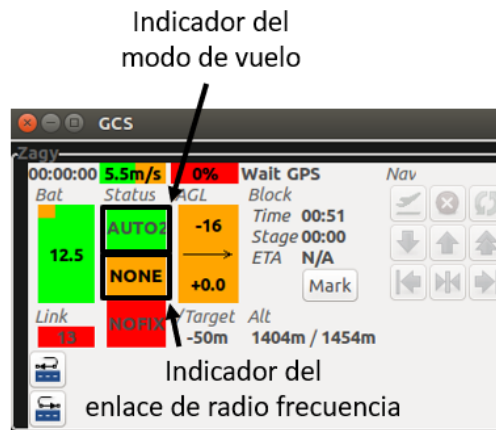 Indicador del
modo de vuelo
GCS
Zagy
00:00:00 5.5m/s 0% Wait GPS Nav
Bat Status AGL Block
Time 00:51
AUTO2 -16
Stage 00:00
12.5
ETA N/A
NONE +0.0 Mark
Link NOFIX /Target Alt
13 -50m 1404m / 1454m
Indicador del
enlace de radio frecuencia